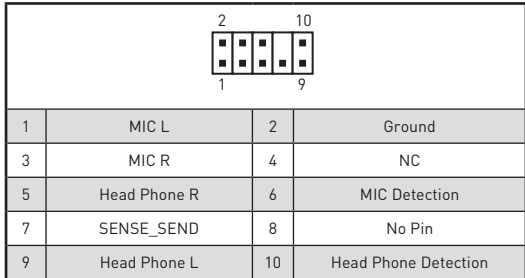 2 10
1 9
1 MIC L 2 Ground
3 MIC R 4 NC
5 Head Phone R 6 MIC Detection
7 SENSE_SEND 8 No Pin
9 Head Phone L 10 Head Phone Detection